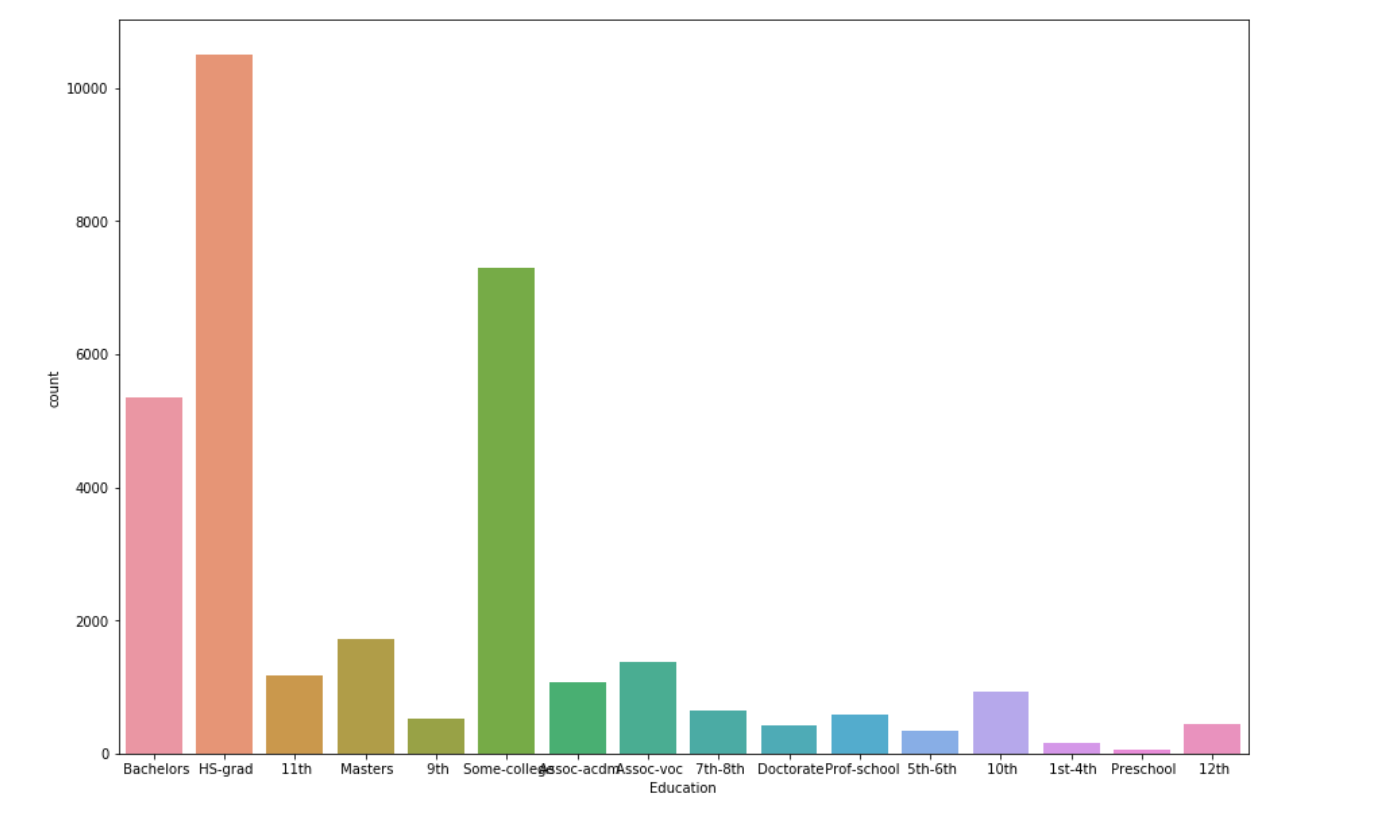 10000
8000
6000
4000
2000
0
count
Bachelors HS-grad 11th Masters 9th Some-college Assoc-acdm Assoc-voc 7th-8th Doctorate Prof-school 5th-6th 10th 1st-4th Preschool 12th
Education